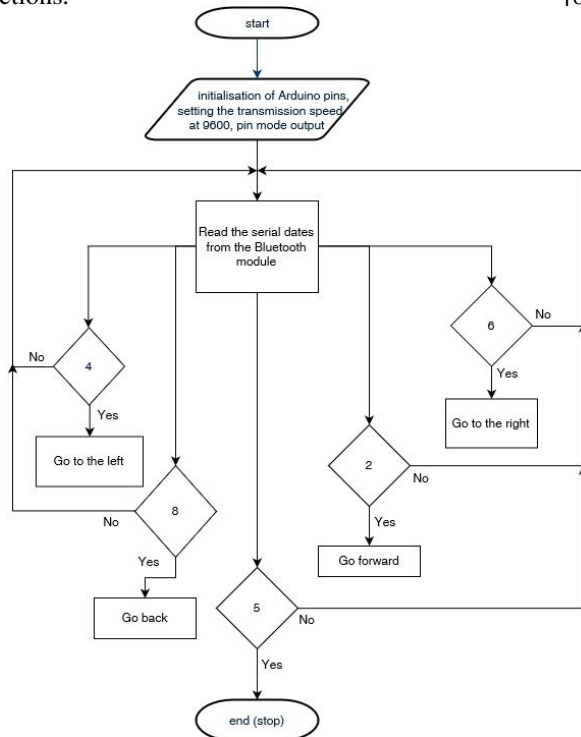 ctions.
start
initialisation of Arduino pins,
setting the transmission speed
at 9600, pin mode output
Read the serial dates
from the Bluetooth
module
6
No
No
4
Yes
Yes
Go to the right
Go to the left
2
No
8
No
Yes
Yes
Go forward
Go back
5
No
Yes
end (stop)